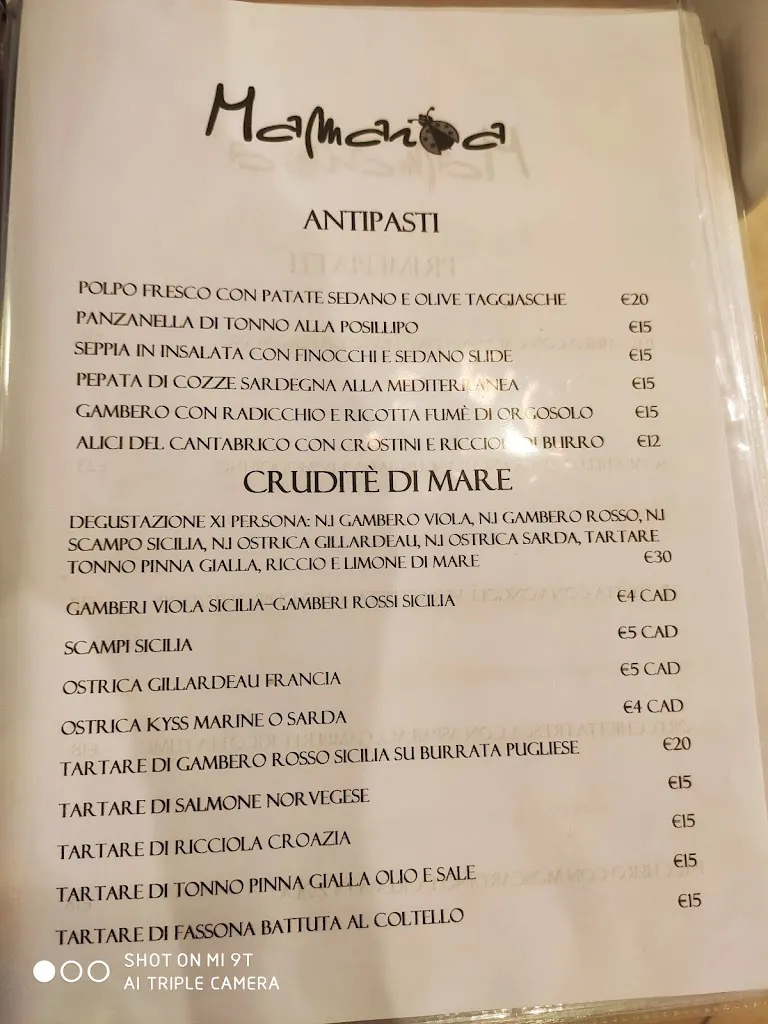 Mamaida
ANTIPASTI
POLPO FRESCO CON PATATE SEDANO E OLIVE TAGGIASCHE €20
PANZANELLA DI TONNO ALLA POSILLIPO €15
SEPPIA IN INSALATA CON FINOCCHI E SEDANO SLIDE €15
PEPATA DI COZZE SARDEGNA ALLA MEDITERRANEA €15
GAMBERO CON RADICCHIO E RICOTTA FUMÈ DI ORGOSOLO €15
ALICI DEL CANTABRICO CON CROSTINI E RICCIOLI DI BURRO €12
CRUDITÈ DI MARE
DEGUSTAZIONE X1 PERSONA: N.1 GAMBERO VIOLA, N.1 GAMBERO ROSSO, N.1
SCAMPO SICILIA, N.1 OSTRICA GILLARDEAU, N.1 OSTRICA SARDA, TARTARE
TONNO PINNA GIALLA, RICCIO E LIMONE DI MARE €30
GAMBERI VIOLA SICILIA-GAMBERI ROSSI SICILIA €4 CAD
SCAMPI SICILIA €5 CAD
OSTRICA GILLARDEAU FRANCIA €5 CAD
OSTRICA KYSS MARINE O SARDA €4 CAD
TARTARE DI GAMBERO ROSSO SICILIA SU BURRATA PUGLIESE €20
TARTARE DI SALMONE NORVEGESE €15
TARTARE DI RICCIOLA CROAZIA €15
TARTARE DI TONNO PINNA GIALLA OLIO E SALE €15
TARTARE DI FASSONA BATTUTA AL COLTELLO €15
SHOT ON MI 9T
AI TRIPLE CAMERA